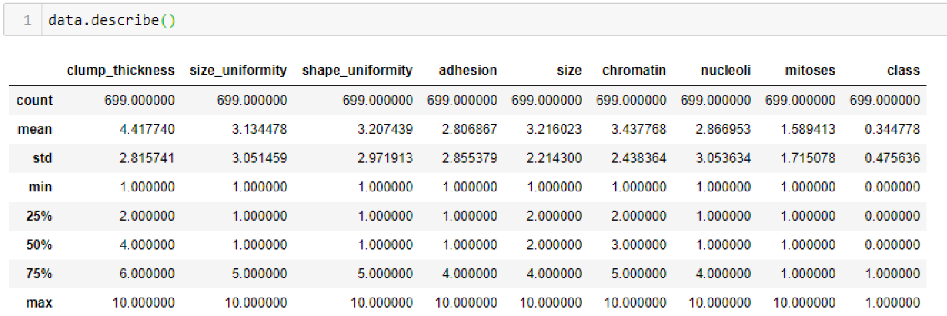 1 data.describe()
clump_thickness size_uniformity shape_uniformity adhesion size chromatin nucleoli mitoses class
count 699.000000 699.000000 699.000000 699.000000 699.000000 699.000000 699.000000 699.000000 699.000000
mean 4.417740 3.134478 3.207439 2.806867 3.216023 3.437768 2.866953 1.589413 0.344778
std 2.815741 3.051459 2.971913 2.855379 2.214300 2.438364 3.053634 1.715078 0.475636
min 1.000000 1.000000 1.000000 1.000000 1.000000 1.000000 1.000000 1.000000 0.000000
25% 2.000000 1.000000 1.000000 1.000000 2.000000 2.000000 1.000000 1.000000 0.000000
50% 4.000000 1.000000 1.000000 1.000000 2.000000 3.000000 1.000000 1.000000 0.000000
75% 6.000000 5.000000 5.000000 4.000000 4.000000 5.000000 4.000000 1.000000 1.000000
max 10.000000 10.000000 10.000000 10.000000 10.000000 10.000000 10.000000 10.000000 1.000000